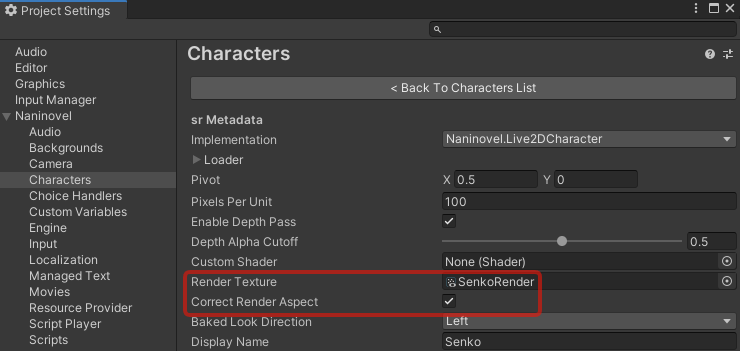 Project Settings
Audio
Editor
Graphics
Input Manager
Naninovel
Audio
Backgrounds
Camera
Characters
Choice Handlers
Custom Variables
Engine
Input
Localization
Managed Text
Movies
Resource Provider
Script Player
Scripts
Characters
< Back To Characters List
sr Metadata
Implementation Naninovel.Live2DCharacter
Loader
Pivot X 0.5 Y 0
Pixels Per Unit 100
Enable Depth Pass
Depth Alpha Cutoff 0.5
Custom Shader None (Shader)
Render Texture SenkoRender
Correct Render Aspect
Baked Look Direction Left
Display Name Senko